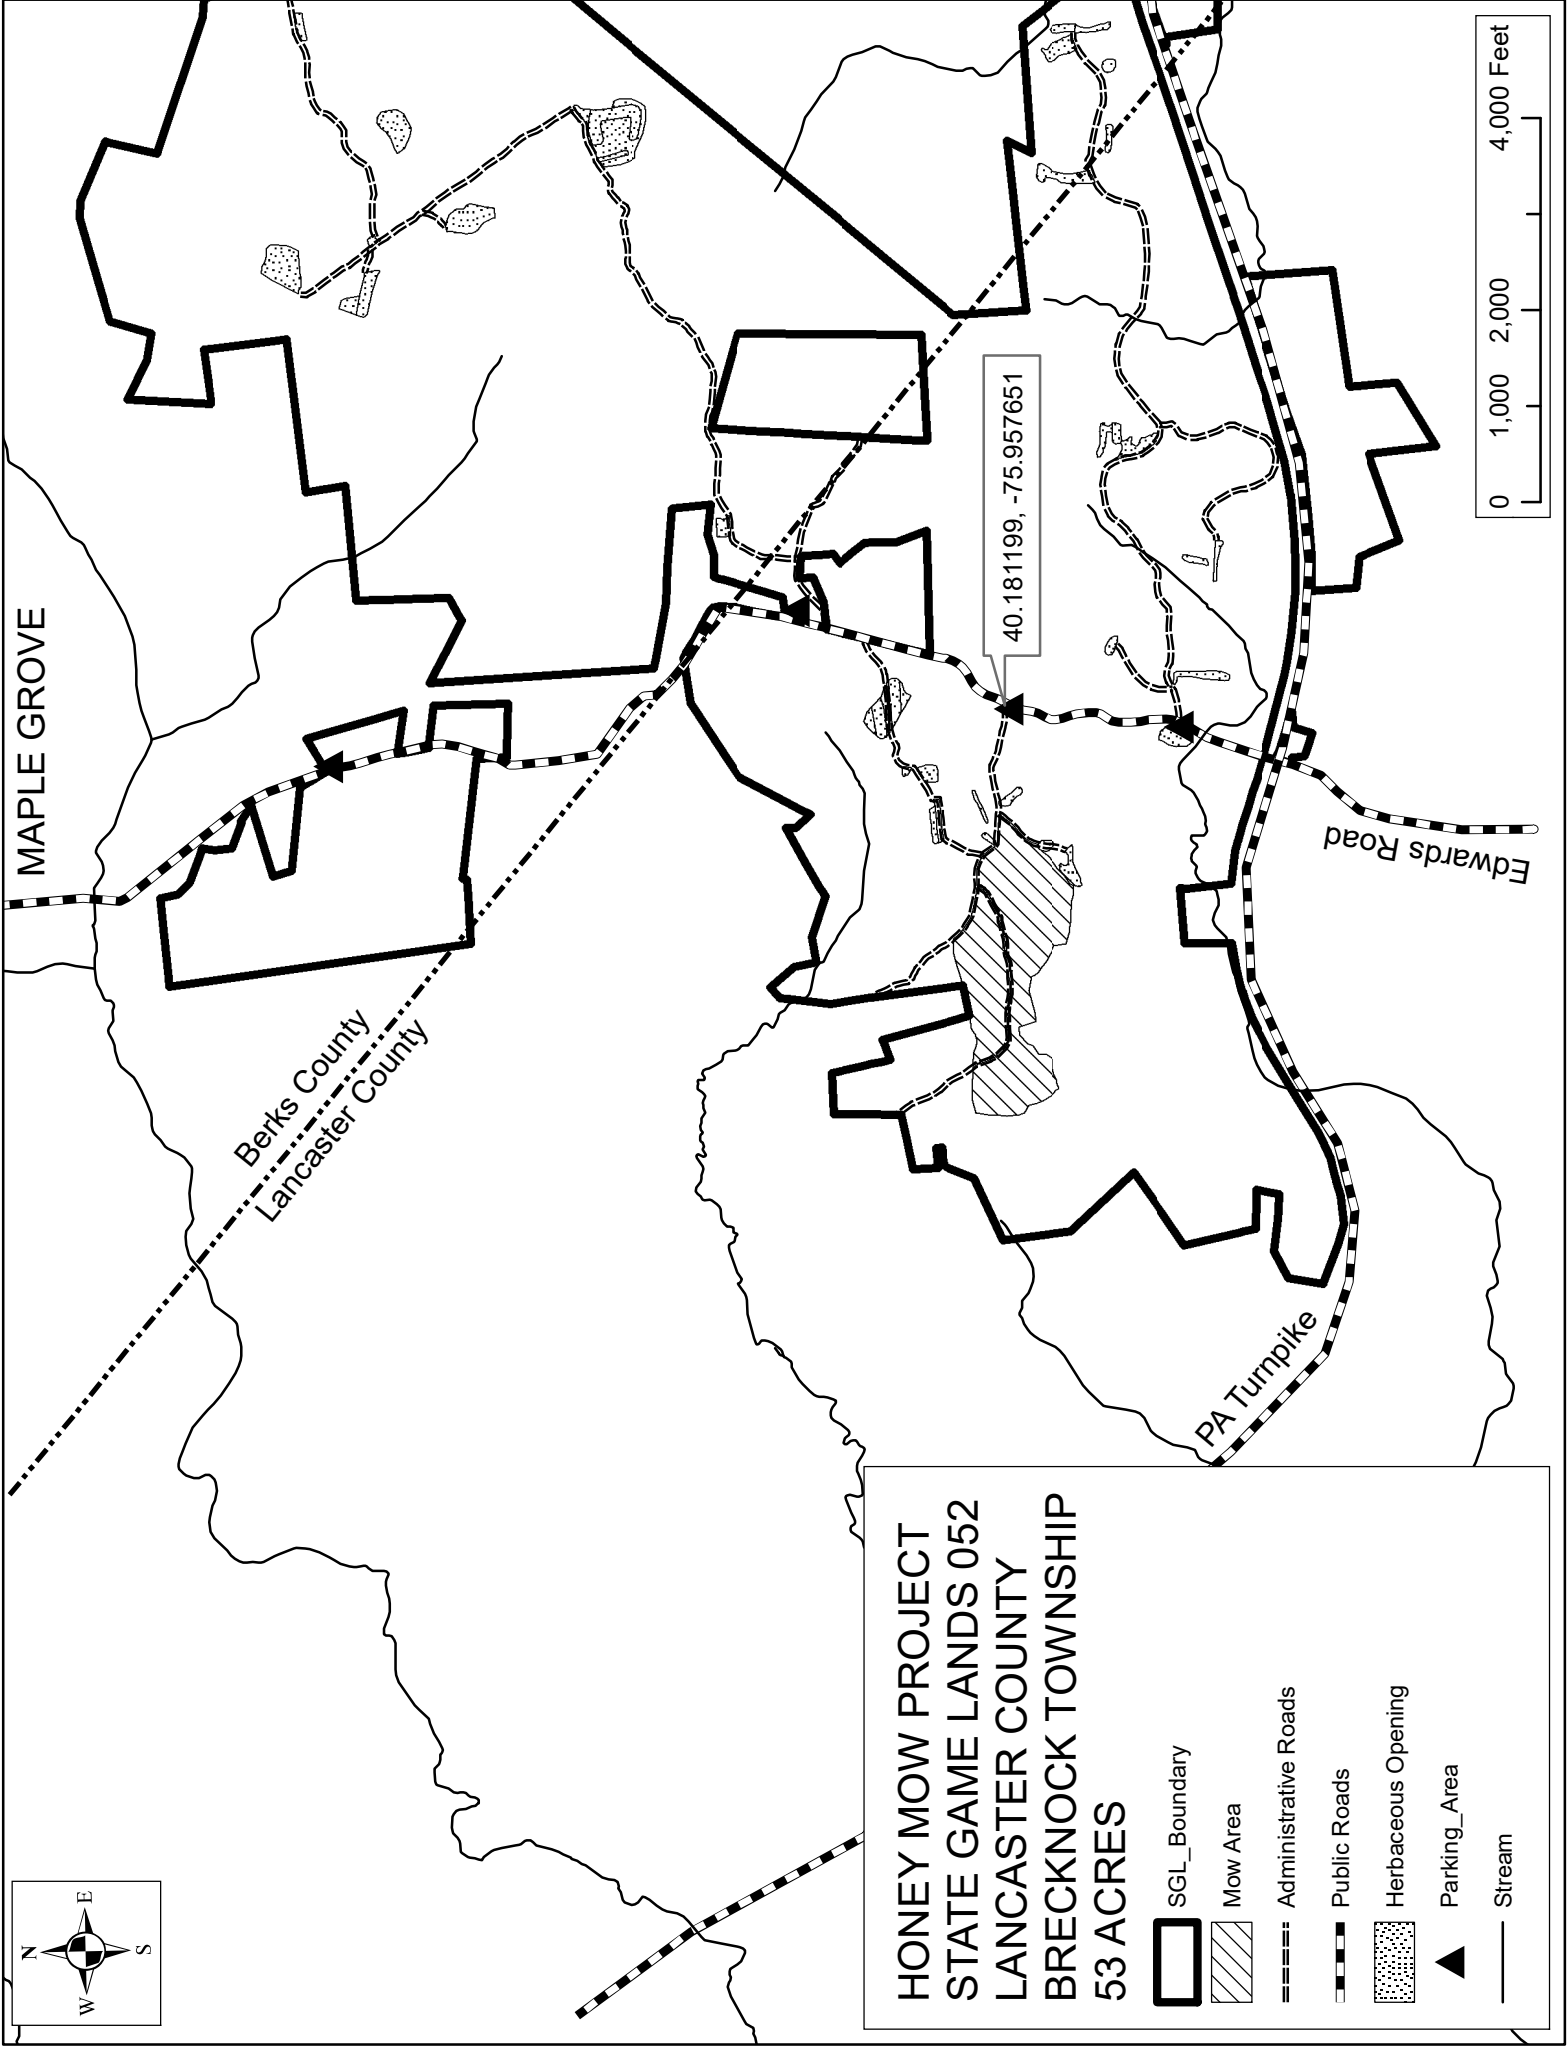 N
W
E
S
MAPLE GROVE
Berks County
Lancaster County
40.181199, -75.957651
Edwards Road
PA Turnpike
HONEY MOW PROJECT
STATE GAME LANDS 052
LANCASTER COUNTY
BRECKNOCK TOWNSHIP
53 ACRES
SGL_Boundary
Mow Area
Administrative Roads
Public Roads
Herbaceous Opening
Parking_Area
Stream
0 1,000 2,000 4,000 Feet